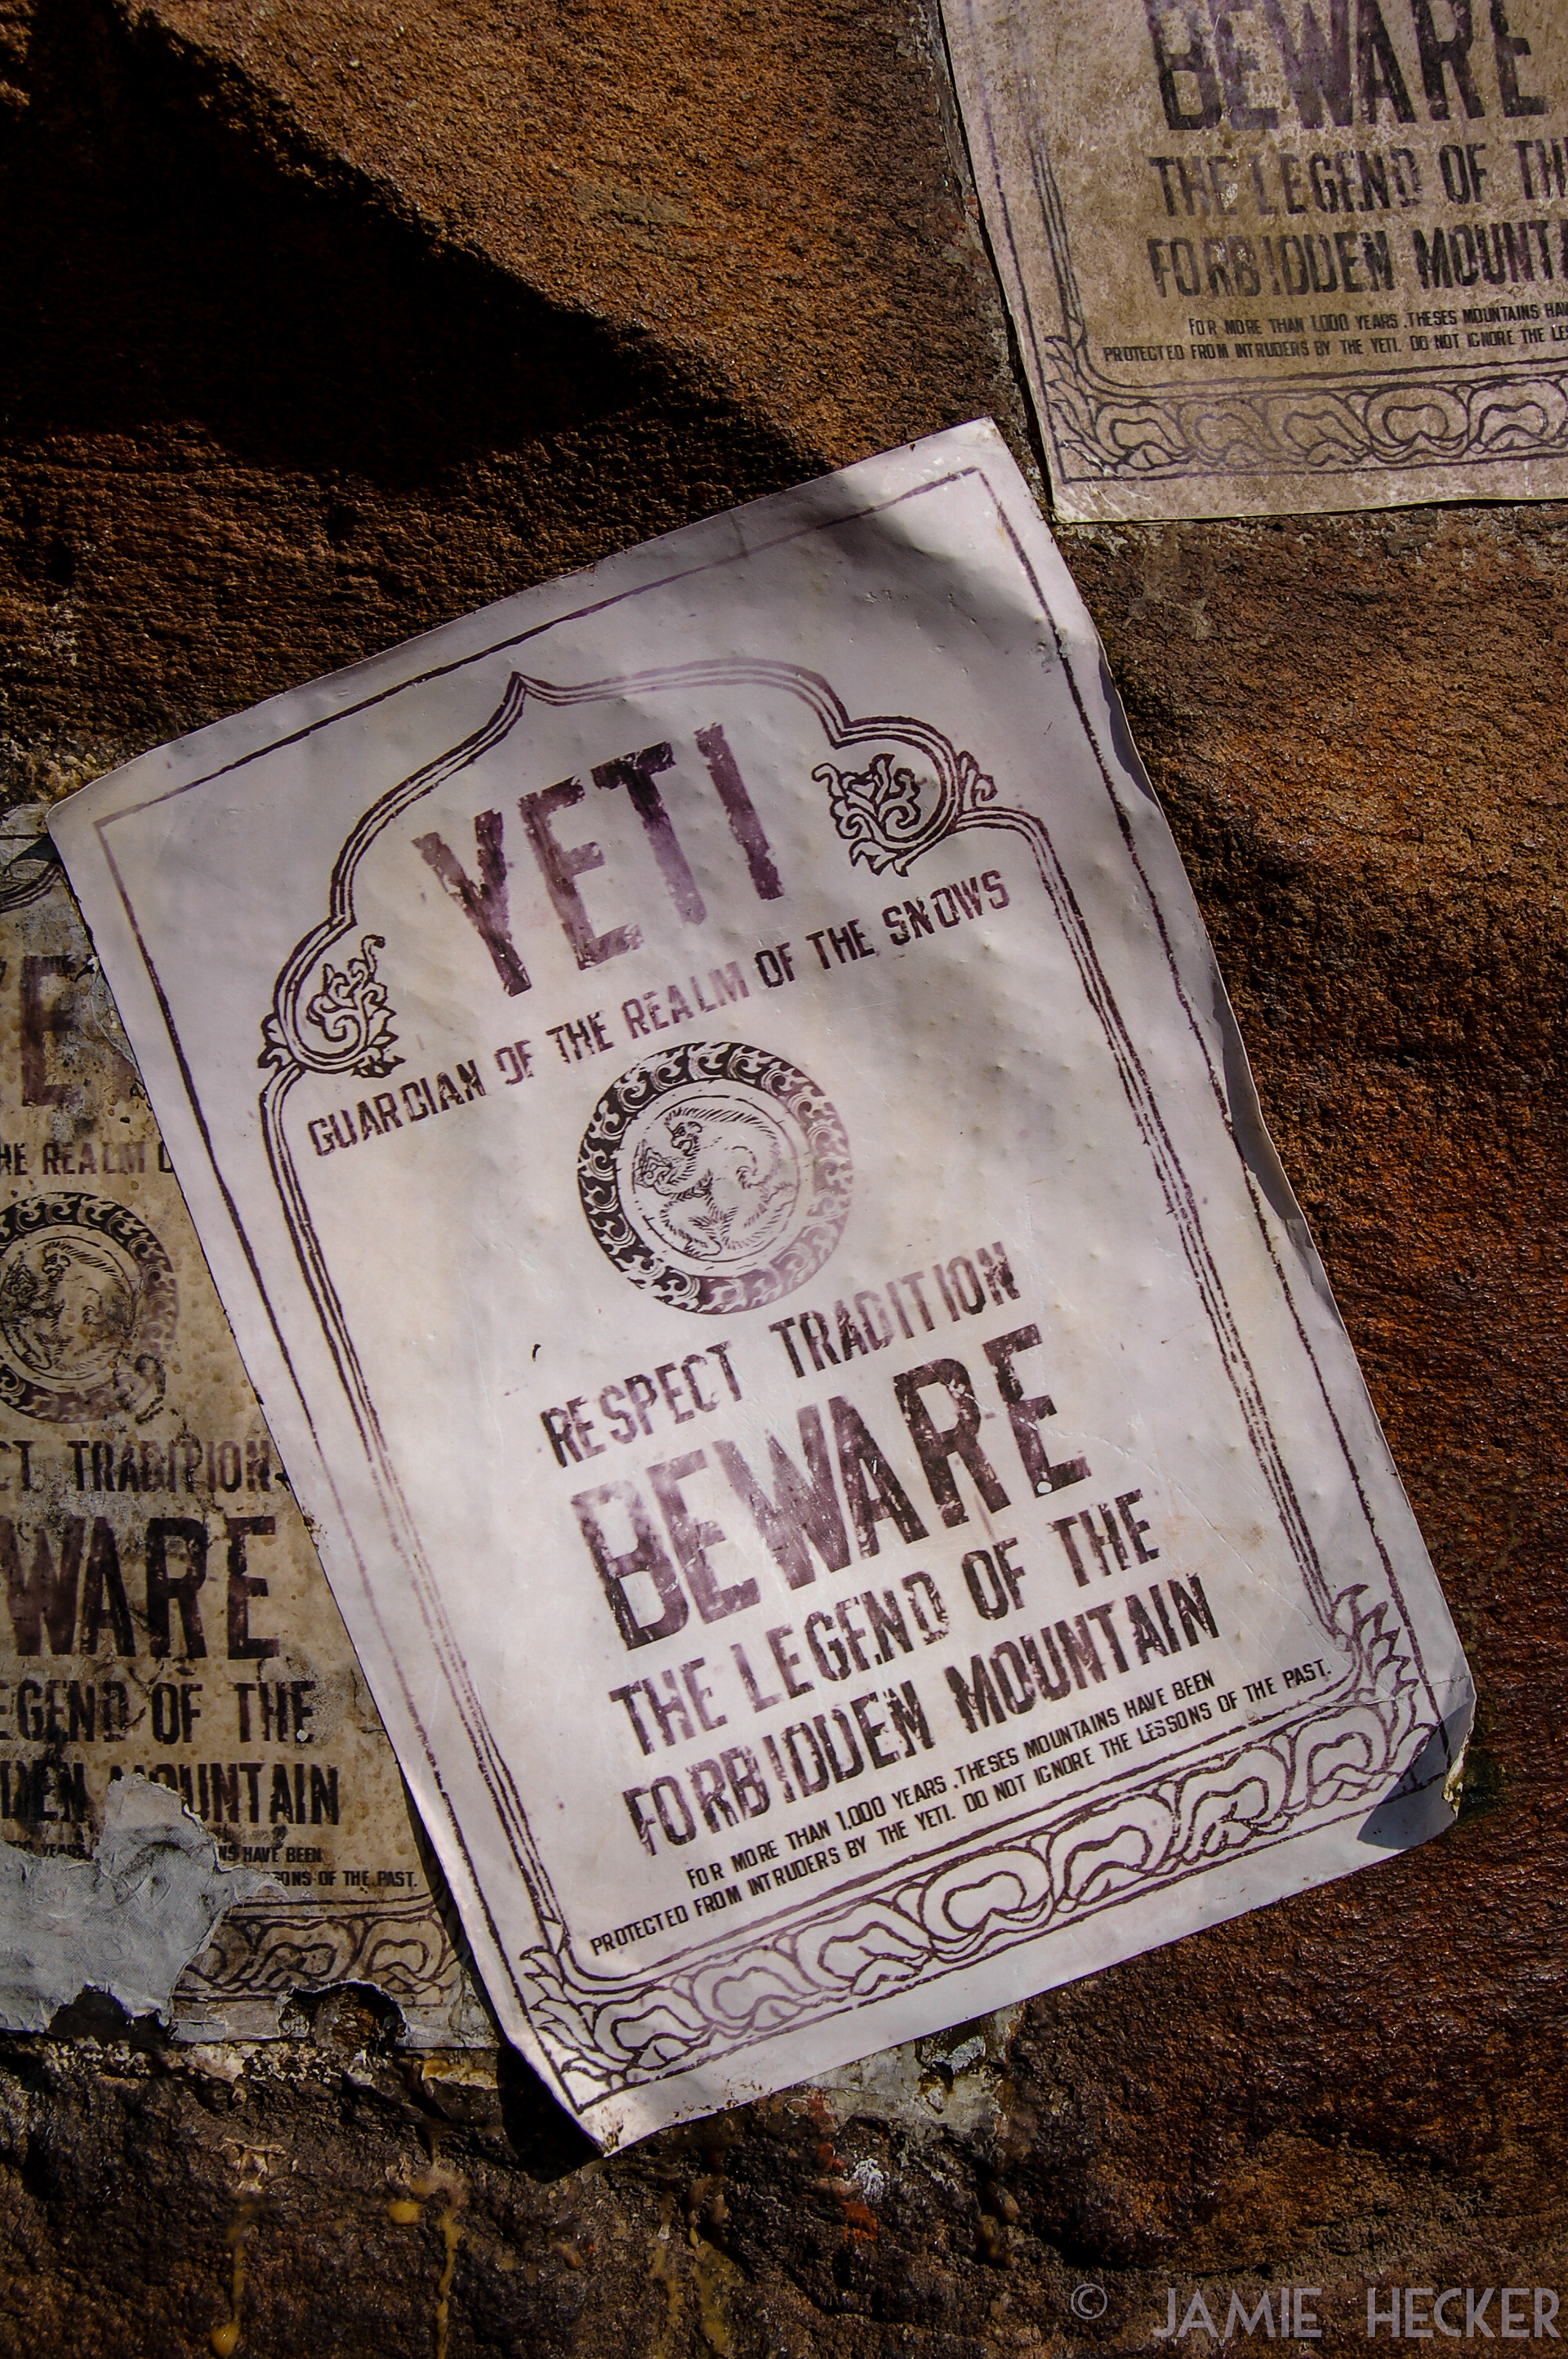 BEWARE
THE LEGEND OF TH
FORBIDDEN MOUNTA
FOR MORE THAN 1,000 YEARS .THESES MOUNTAINS HAV
PROTECTED FROM INTRUDERS BY THE YETI. DO NOT IGNORE THE LE
YETI
GUARDIAN OF THE REALM OF THE SNOWS
RESPECT TRADITION
BEWARE
THE LEGEND OF THE
FORBIDDEN MOUNTAIN
FOR MORE THAN 1,000 YEARS .THESES MOUNTAINS HAVE BEEN
PROTECTED FROM INTRUDERS BY THE YETI. DO NOT IGNORE THE LESSONS OF THE PAST.
YET
HE REALM O
CT TRADITION
WARE
EGEND OF THE
DEN MOUNTAIN
YEARS NS HAVE BEEN
SONS OF THE PAST.
© JAMIE HECKER